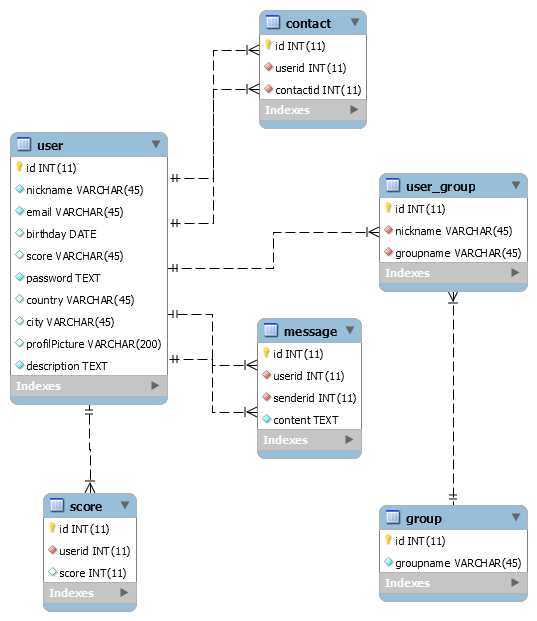 contact
id INT(11)
userid INT(11)
contactid INT(11)
Indexes
user
id INT(11)
nickname VARCHAR(45)
email VARCHAR(45)
birthday DATE
score VARCHAR(45)
password TEXT
country VARCHAR(45)
city VARCHAR(45)
profilPicture VARCHAR(200)
description TEXT
Indexes
user_group
id INT(11)
nickname VARCHAR(45)
groupname VARCHAR(45)
Indexes
message
id INT(11)
userid INT(11)
senderid INT(11)
content TEXT
Indexes
score
id INT(11)
userid INT(11)
score INT(11)
Indexes
group
id INT(11)
groupname VARCHAR(45)
Indexes